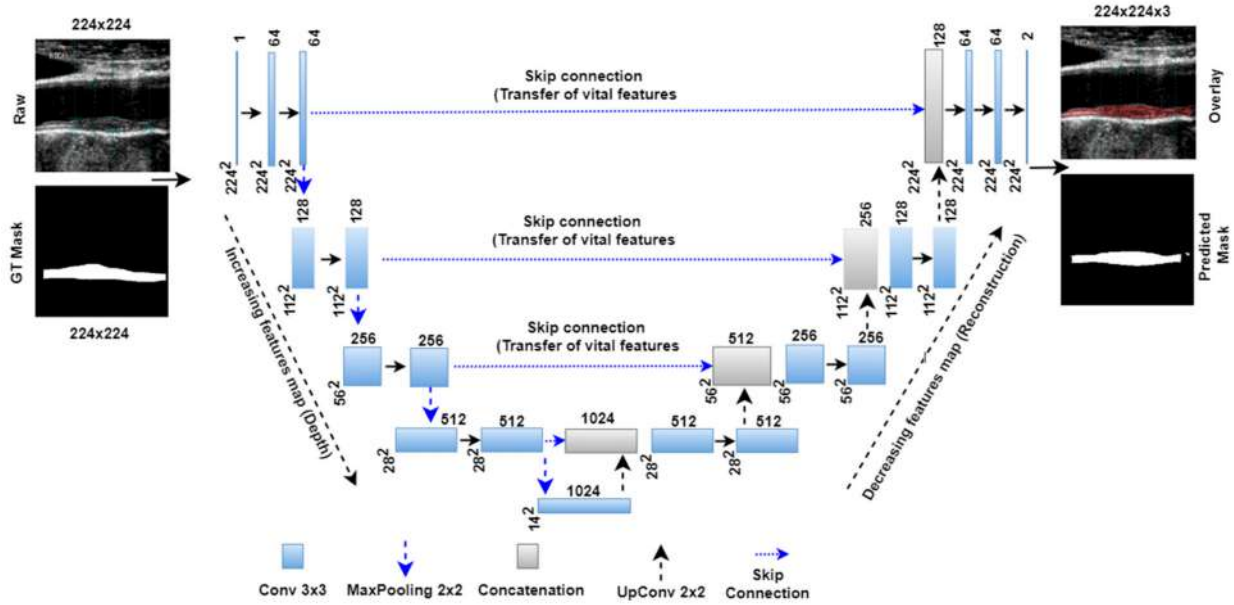 224x224
Raw
GT Mask
224x224
1
64
64
224²
224²
224²
Skip connection
(Transfer of vital features
128
64
64
2
224²
224²
224²
224²
224x224x3
Overlay
Predicted
Mask
128
128
112²
112²
Skip connection
(Transfer of vital features
256
128
128
112²
112²
112²
Increasing features map (Depth)
256
256
56²
56²
Skip connection
(Transfer of vital features
512
256
256
56²
56²
56²
Decreasing features map (Reconstruction)
512
512
1024
512
512
28²
28²
28²
28²
1024
14²
Conv 3x3
MaxPooling 2x2
Concatenation
UpConv 2x2
Skip
Connection